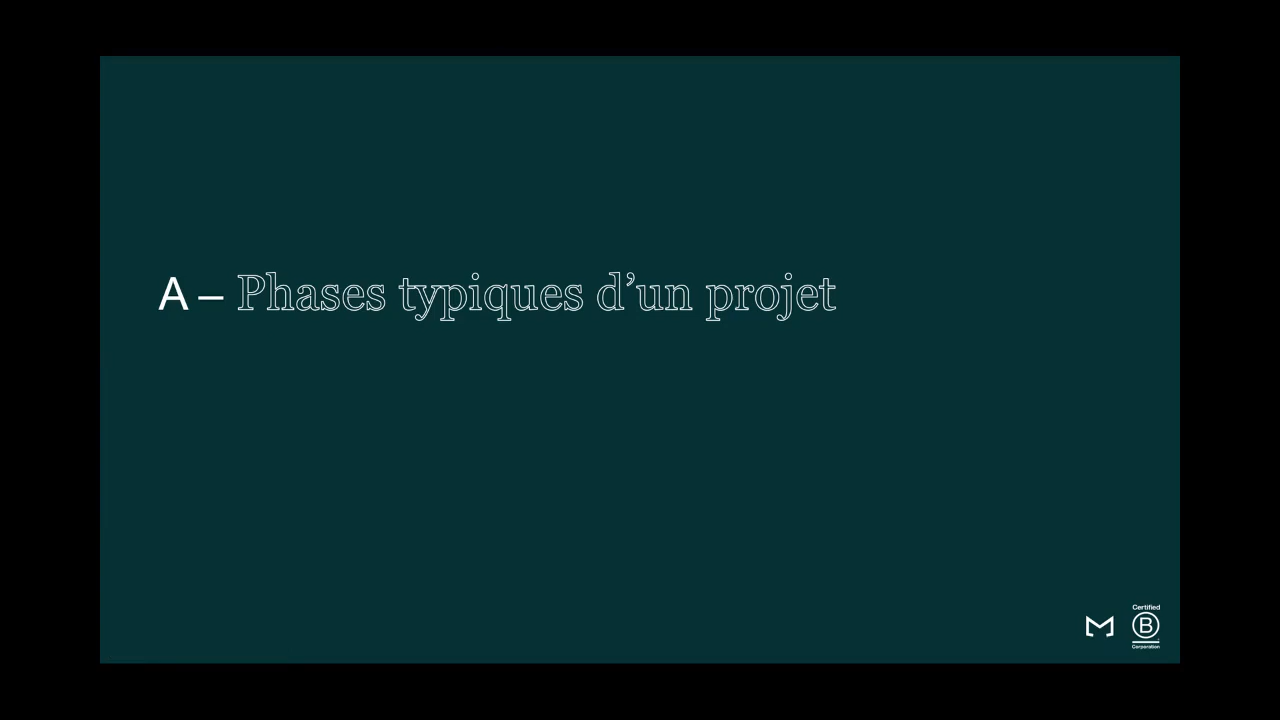 A – Phases typiques d’un projet
Certified
B
Corporation